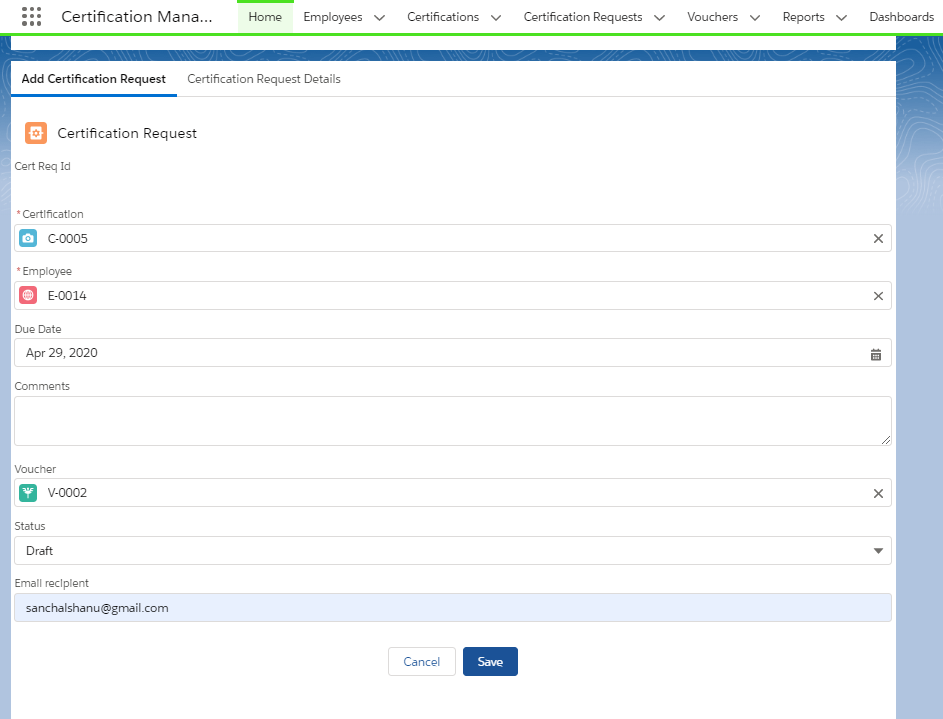 Certification Mana... Home Employees Certifications Certification Requests Vouchers Reports Dashboards
Add Certification Request Certification Request Details
Certification Request
Cert Req Id
*Certification
C-0005
*Employee
E-0014
Due Date
Apr 29, 2020
Comments
Voucher
V-0002
Status
Draft
Email recipient
sanchalshanu@gmail.com
Cancel Save